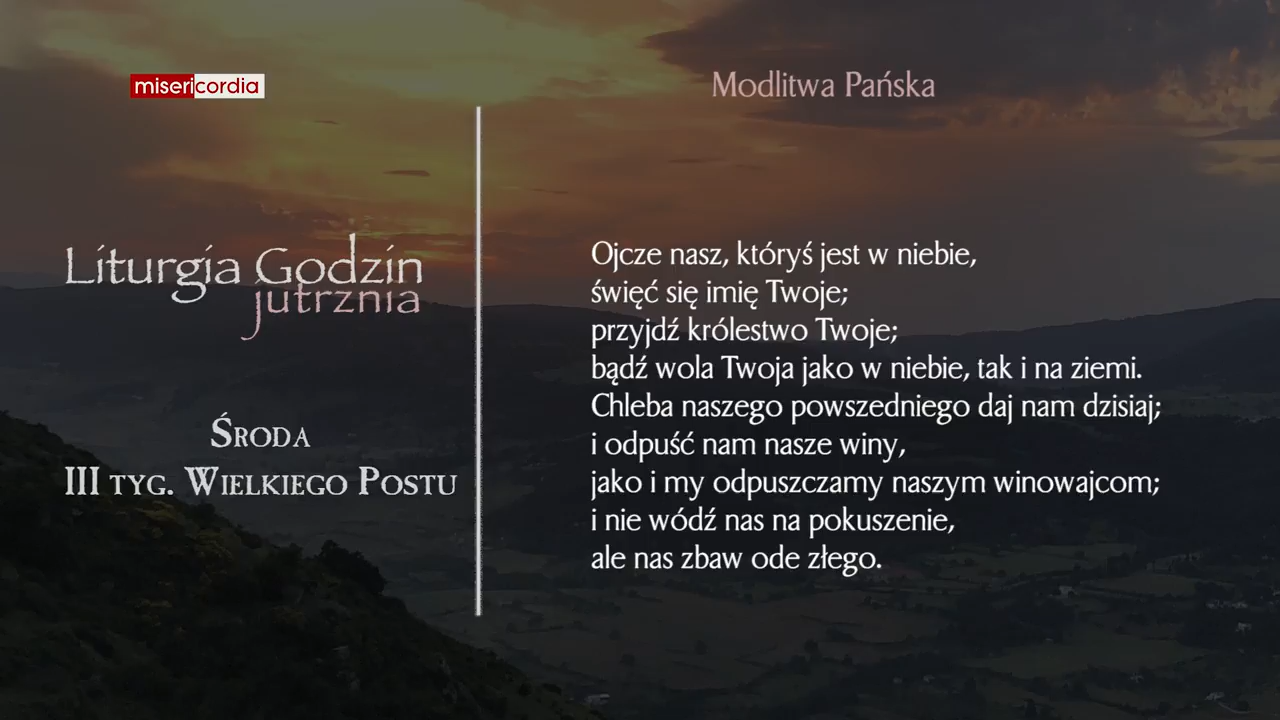 misericordia
Liturgia Godzin
jutrznia
Środa
III tyg. Wielkiego Postu
Modlitwa Pańska
Ojcze nasz, któryś jest w niebie,
święć się imię Twoje;
przyjdź królestwo Twoje;
bądź wola Twoja jako w niebie, tak i na ziemi.
Chleba naszego powszedniego daj nam dzisiaj;
i odpuść nam nasze winy,
jako i my odpuszczamy naszym winowajcom;
i nie wódź nas na pokuszenie,
ale nas zbaw ode złego.